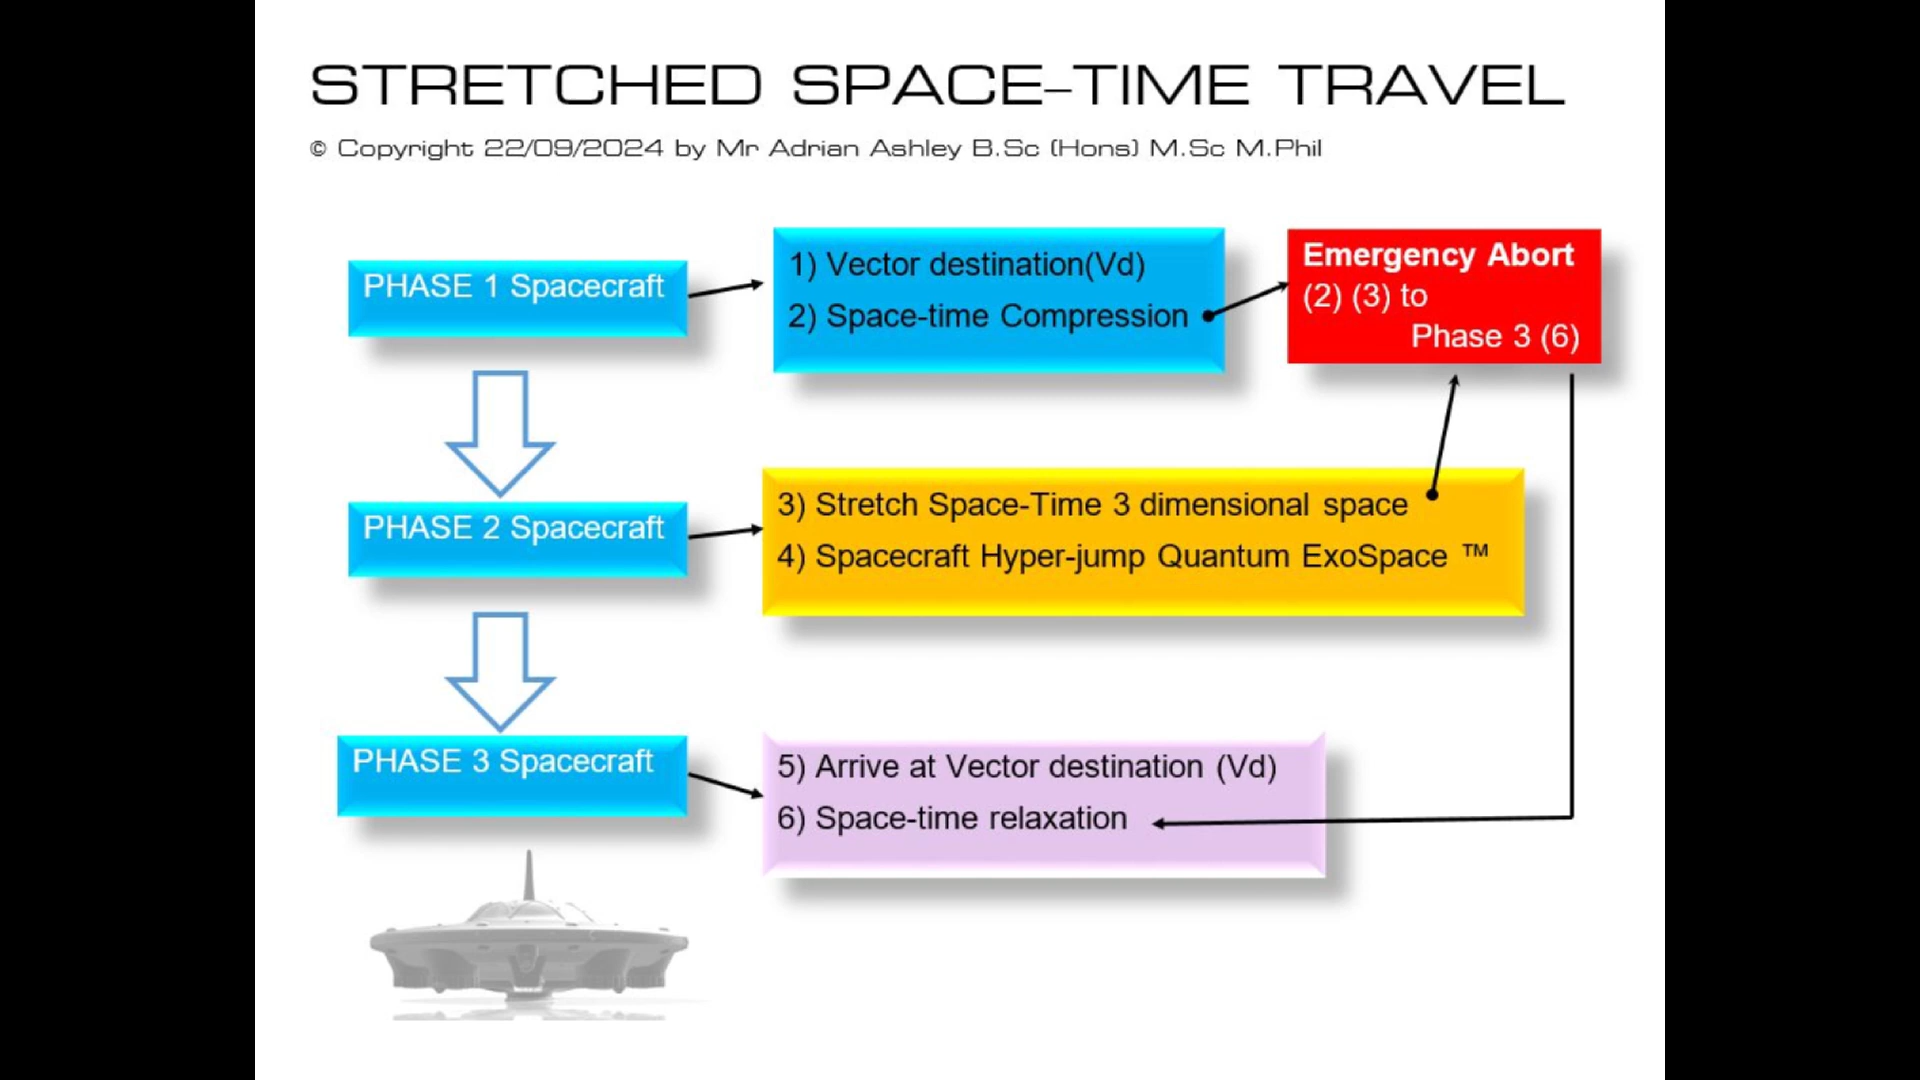 STRETCHED SPACE-TIME TRAVEL
© Copyright 22/09/2024 by Mr Adrian Ashley B.Sc (Hons) M.Sc M.Phil
PHASE 1 Spacecraft
1) Vector destination(Vd)
2) Space-time Compression
Emergency Abort
(2) (3) to
Phase 3 (6)
PHASE 2 Spacecraft
3) Stretch Space-Time 3 dimensional space
4) Spacecraft Hyper-jump Quantum ExoSpace ™
PHASE 3 Spacecraft
5) Arrive at Vector destination (Vd)
6) Space-time relaxation